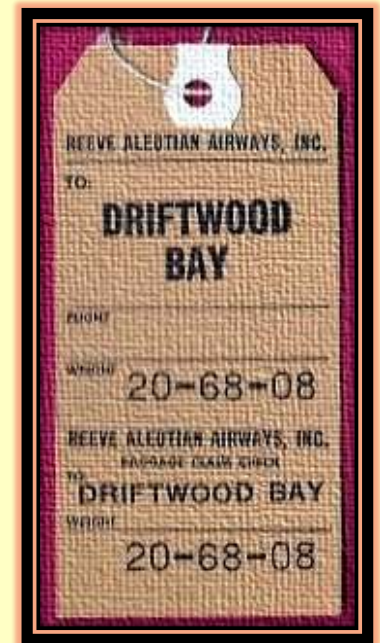 REEVE ALEUTIAN AIRWAYS, INC.
TO:
DRIFTWOOD
BAY
FLIGHT
WEIGHT
20-68-08
REEVE ALEUTIAN AIRWAYS, INC.
BAGGAGE CLAIM CHECK
TO:
DRIFTWOOD BAY
WEIGHT
20-68-08